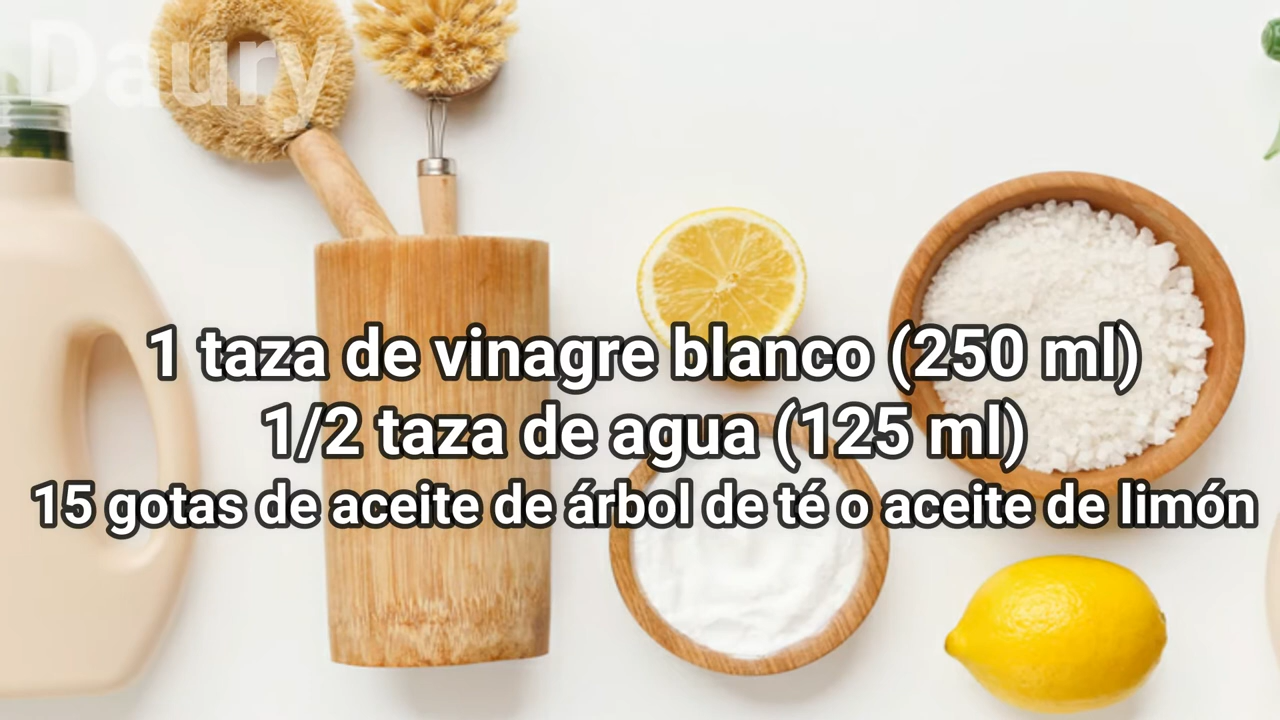 Daury
1 taza de vinagre blanco (250 ml)
1/2 taza de agua (125 ml)
15 gotas de aceite de árbol de té o aceite de limón